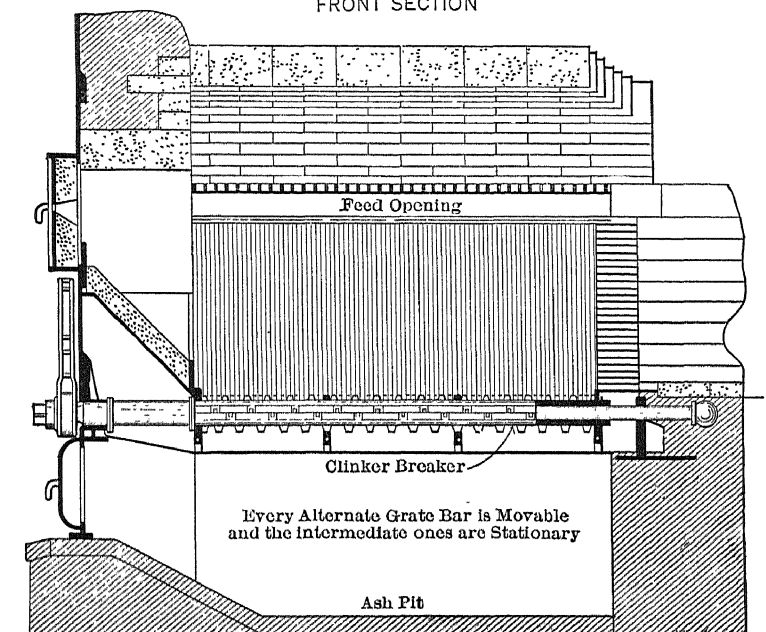 FRONT SECTION
Feed Opening
Clinker Breaker
Every Alternate Grate Bar is Movable
and the intermediate ones are Stationary
Ash Pit